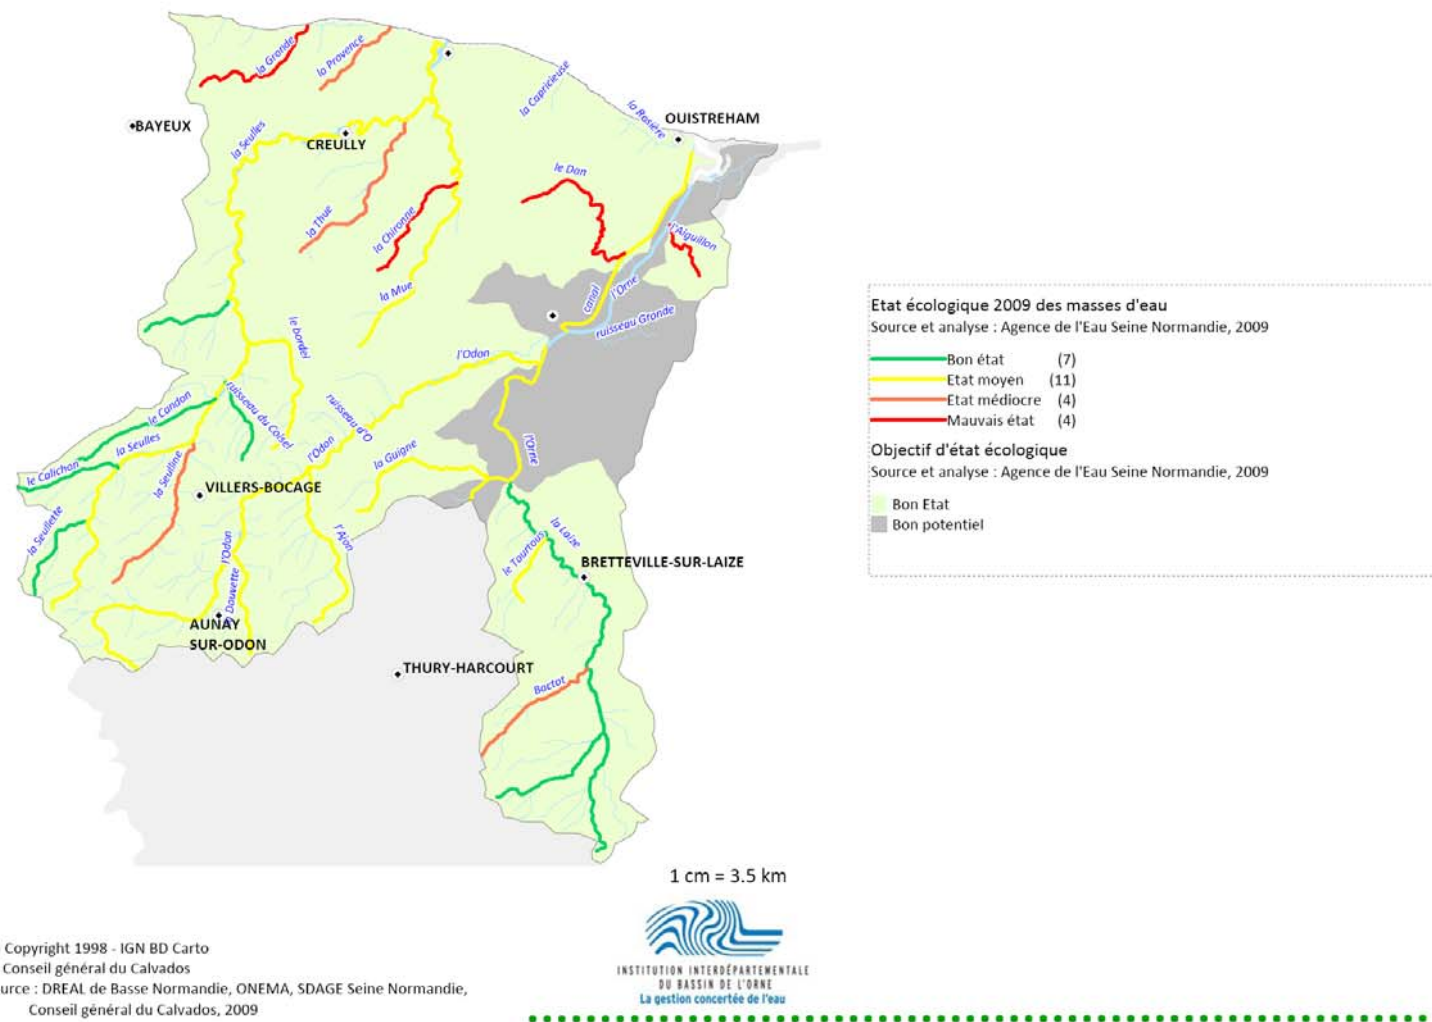 la Gronde
la Provence
la Capricieuse
la Rosière
OUISTREHAM
BAYEUX
la Seulles
CREULLY
le Dan
la Thue
la Chironne
l'Aiguillon
la Mue
canal
l'Orne
ruisseau Gronde
le bordel
l'Odon
ruisseau du Coisel
ruisseau d'O
le Candon
la Seulles
l'Odon
la Guigne
l'Orne
le Calichon
la Seulline
VILLERS-BOCAGE
la Seullette
l'Odon
l'Ajon
la Laize
le Tourtous
BRETTEVILLE-SUR-LAIZE
Douvette
AUNAY
SUR-ODON
THURY-HARCOURT
Bactot
Etat écologique 2009 des masses d'eau
Source et analyse : Agence de l'Eau Seine Normandie, 2009
Bon état (7)
Etat moyen (11)
Etat médiocre (4)
Mauvais état (4)
Objectif d'état écologique
Source et analyse : Agence de l'Eau Seine Normandie, 2009
Bon Etat
Bon potentiel
1 cm = 3.5 km
Copyright 1998 - IGN BD Carto
Conseil général du Calvados
urce : DREAL de Basse Normandie, ONEMA, SDAGE Seine Normandie,
Conseil général du Calvados, 2009
INSTITUTION INTERDÉPARTEMENTALE
DU BASSIN DE L'ORNE
La gestion concertée de l'eau